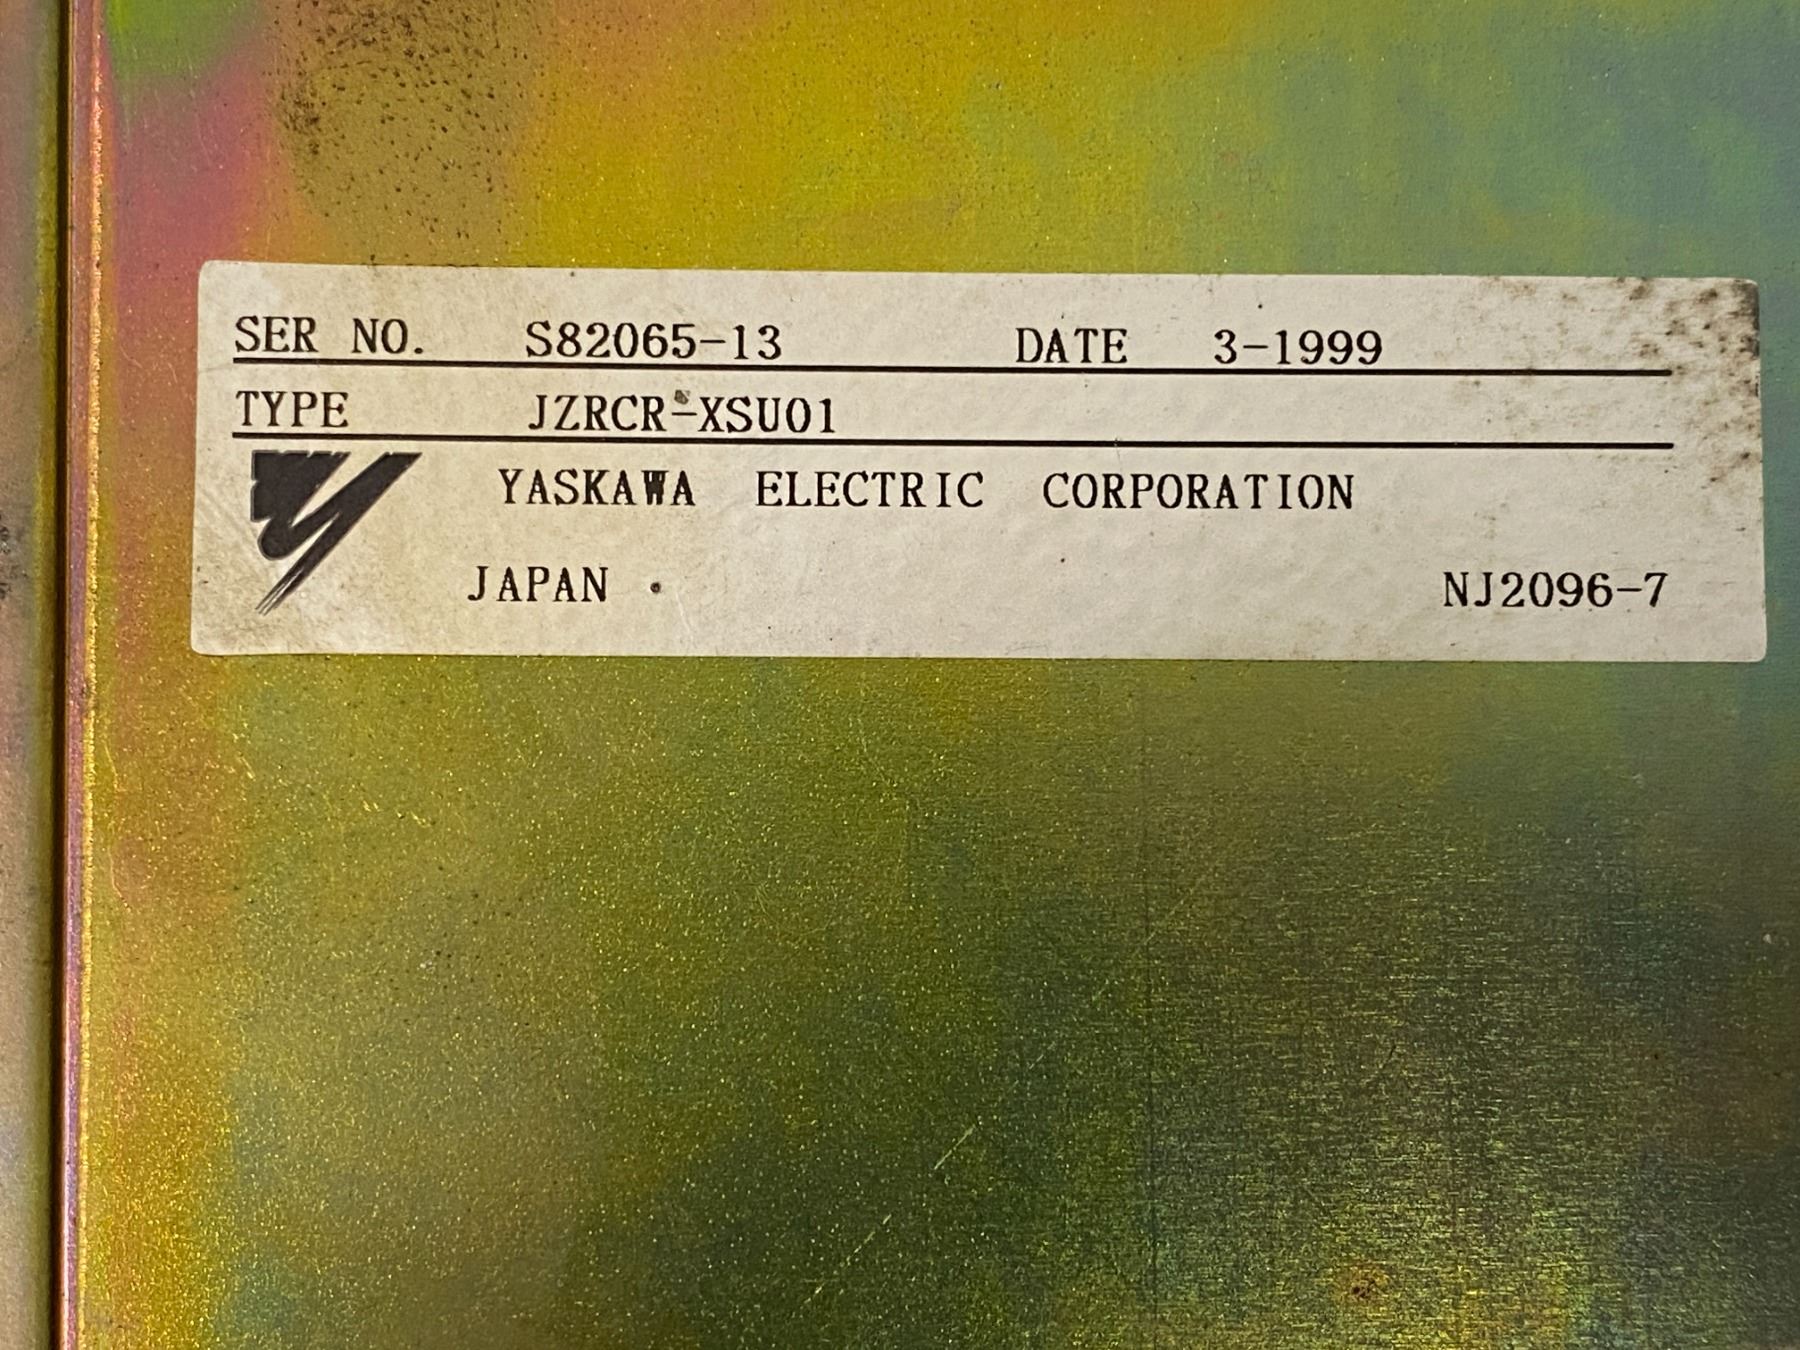 SER NO. S82065-13 DATE 3-1999
TYPE JZRCR-XSU01
YASKAWA ELECTRIC CORPORATION
JAPAN NJ2096-7